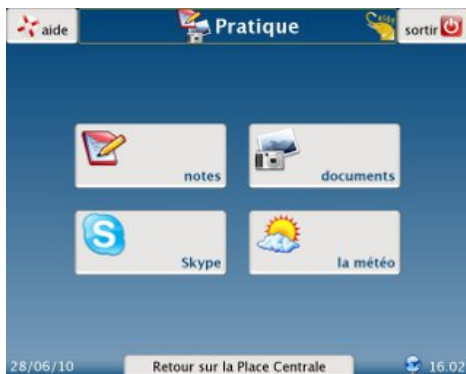 aide
Pratique
sortir
notes
documents
Skype
la météo
28/06/10
Retour sur la Place Centrale
16.02